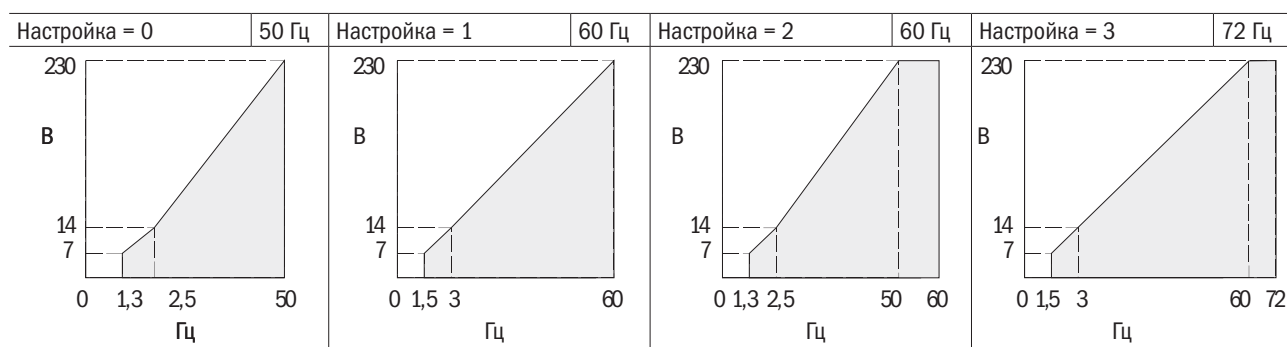 Настройка = 0 50 Гц
230
В
14
7
0 1,3 2,5 50
Гц
Настройка = 1 60 Гц
230
В
14
7
0 1,5 3 60
Гц
Настройка = 2 60 Гц
230
В
14
7
0 1,3 2,5 50 60
Гц
Настройка = 3 72 Гц
230
В
14
7
0 1,5 3 60 72
Гц